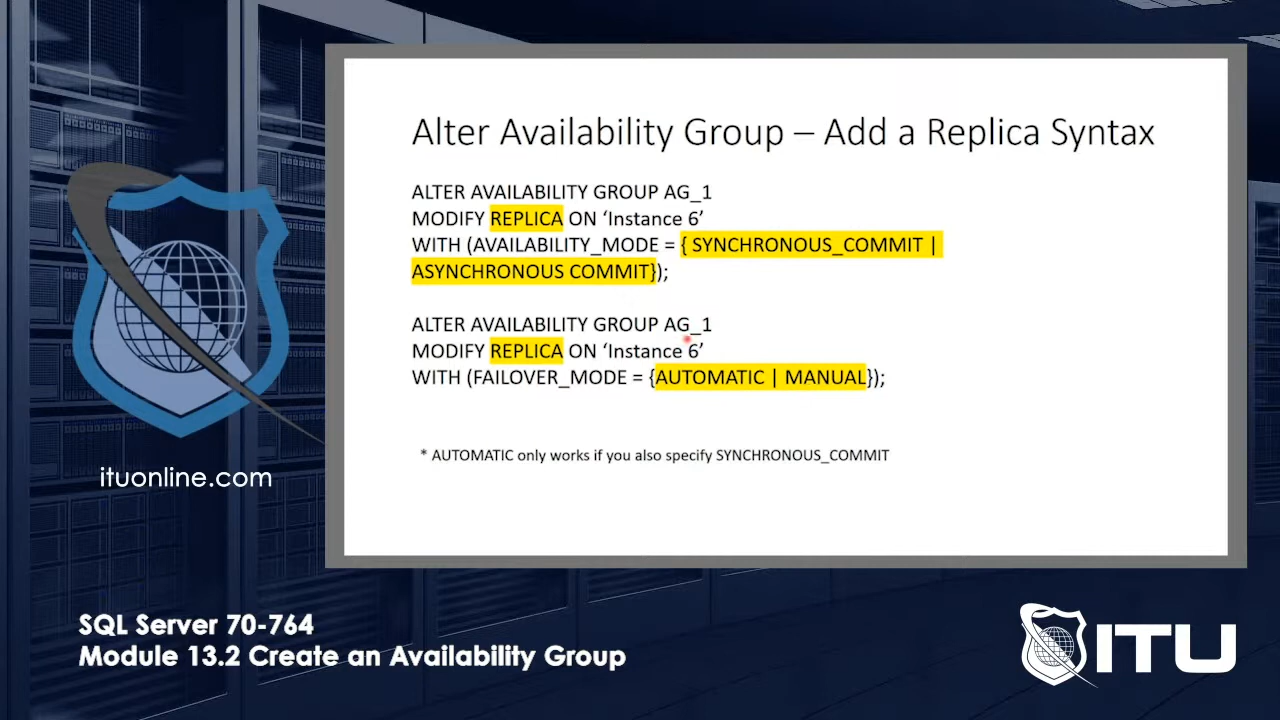 Alter Availability Group – Add a Replica Syntax
ALTER AVAILABILITY GROUP AG_1
MODIFY REPLICA ON ‘Instance 6’
WITH (AVAILABILITY_MODE = { SYNCHRONOUS_COMMIT |
ASYNCHRONOUS COMMIT});
ALTER AVAILABILITY GROUP AG_1
MODIFY REPLICA ON ‘Instance 6’
WITH (FAILOVER_MODE = {AUTOMATIC | MANUAL});
* AUTOMATIC only works if you also specify SYNCHRONOUS_COMMIT
ituonline.com
SQL Server 70-764
Module 13.2 Create an Availability Group
ITU